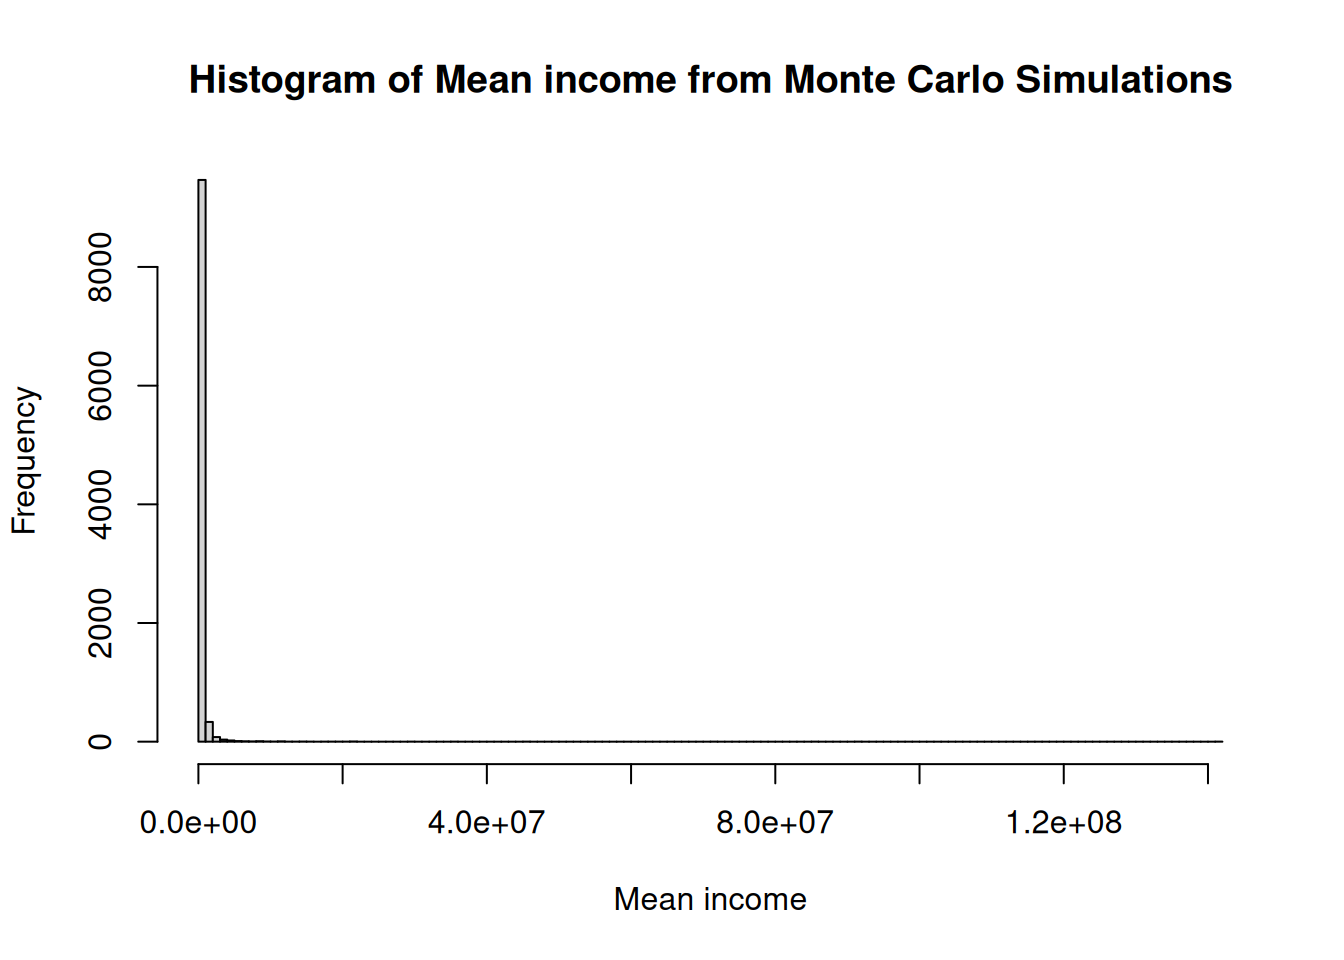 Histogram of Mean income from Monte Carlo Simulations
Frequency
8000
6000
4000
2000
0
0.0e+00 4.0e+07 8.0e+07 1.2e+08
Mean income